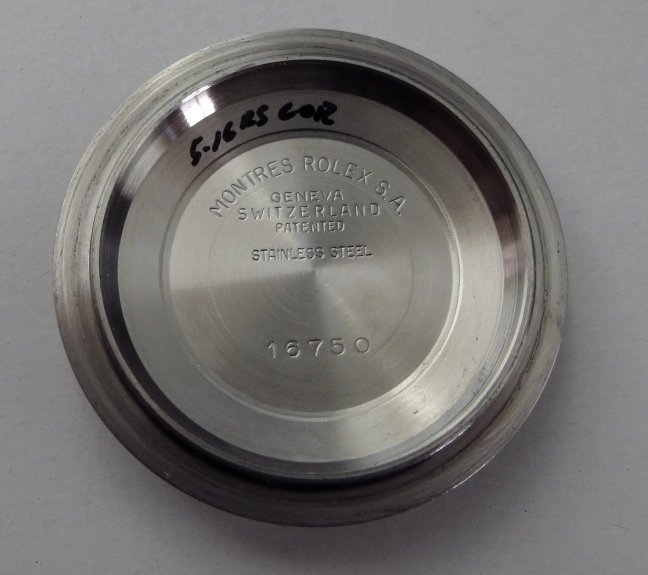 5-16 RS COR
MONTRES ROLEX S.A.
GENEVA
SWITZERLAND
PATENTED
STAINLESS STEEL
16750